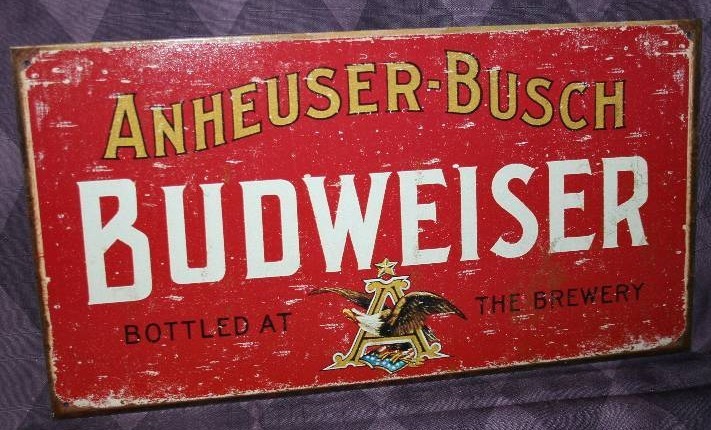 ANHEUSER-BUSCH
BUDWEISER
BOTTLED AT THE BREWERY